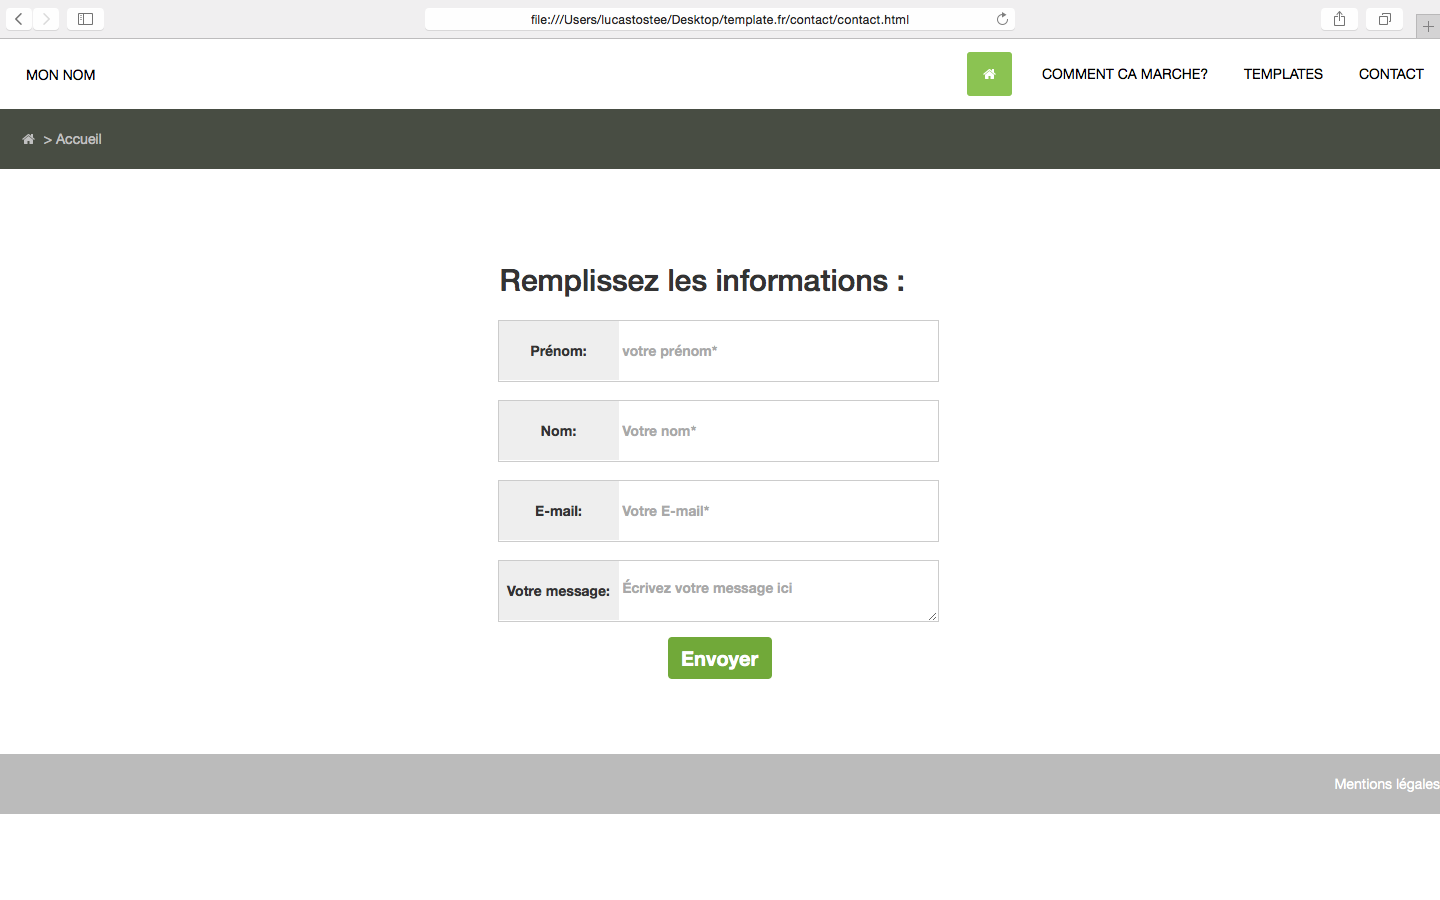 file:///Users/lucastostee/Desktop/template.fr/contact/contact.html
MON NOM
COMMENT CA MARCHE?
TEMPLATES
CONTACT
> Accueil
Remplissez les informations :
Prénom:
votre prénom*
Nom:
Votre nom*
E-mail:
Votre E-mail*
Votre message:
Écrivez votre message ici
Envoyer
Mentions légales